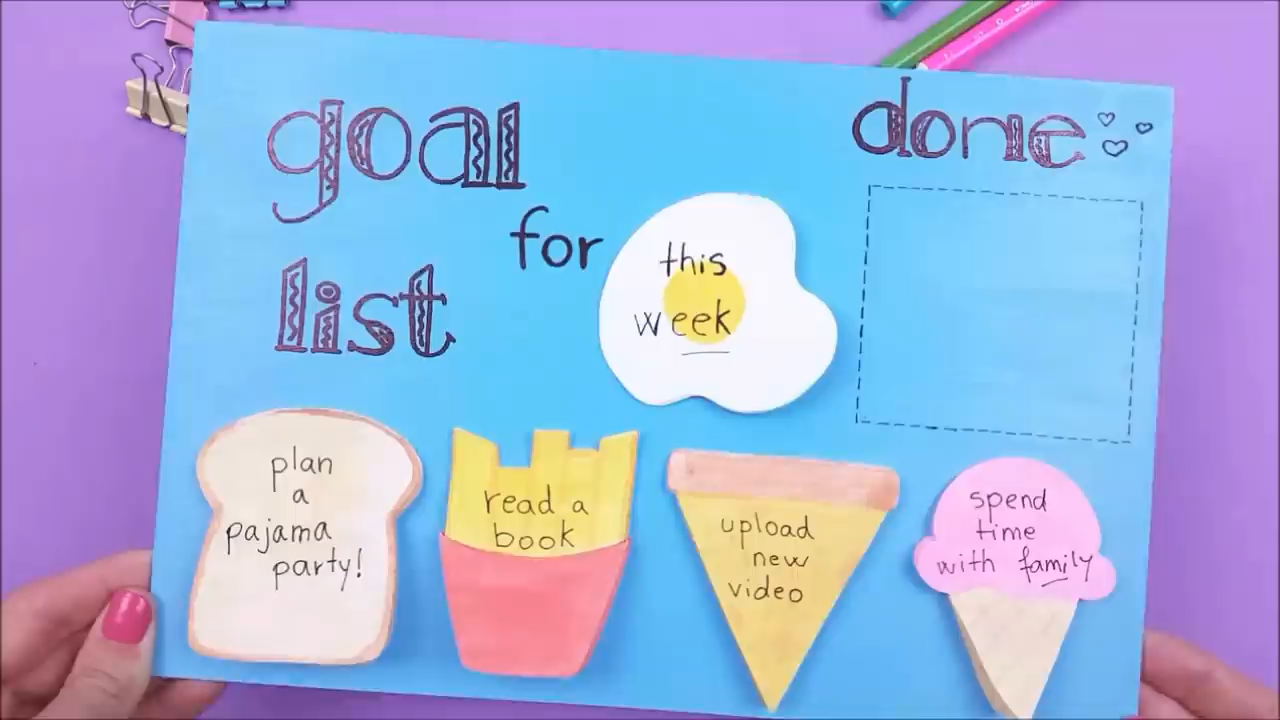 goal
list
for
this
week
done
plan
a
pajama
party!
read a
book
upload
new
video
spend
time
with family